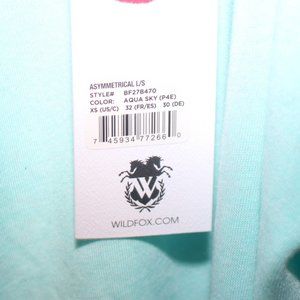 ASYMMETRICAL L/S
STYLE# BF27B470
COLOR: AQUA SKY (P4E)
XS (US/C) 32 (FR/ES) 30 (DE)
7 45934 77266 0
W
WILDFOX.COM